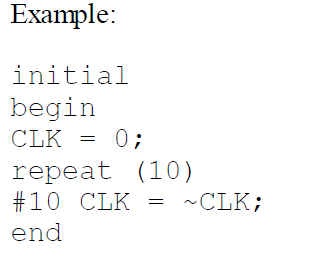 Example:
initial
begin
CLK = 0;
repeat (10)
#10 CLK = ~CLK;
end